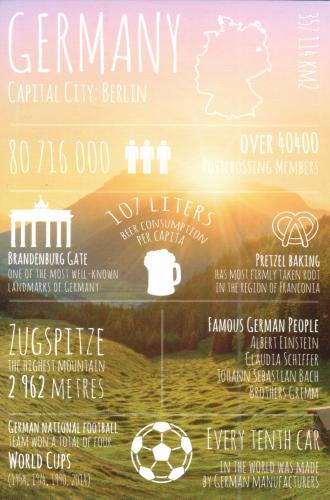 GERMANY
CAPITAL CITY: BERLIN
357114 KM2
80 716 000
OVER 40400
POSTCROSSING MEMBERS
107 LITERS
BEER CONSUMPTION
PER CAPITA
BRANDENBURG GATE
ONE OF THE MOST WELL-KNOWN
LANDMARKS OF GERMANY
PRETZEL BAKING
HAS MOST FIRMLY TAKEN ROOT
IN THE REGION OF FRANCONIA
ZUGSPITZE
THE HIGHEST MOUNTAIN
2 962 METRES
FAMOUS GERMAN PEOPLE
ALBERT EINSTEIN
CLAUDIA SCHIFFER
JOHANN SEBASTIAN BACH
BROTHERS GRIMM
GERMAN NATIONAL FOOTBALL
TEAM WON A TOTAL OF FOUR
WORLD CUPS
(1954, 1974, 1990, 2014)
EVERY TENTH CAR
IN THE WORLD WAS MADE
BY GERMAN MANUFACTURERS